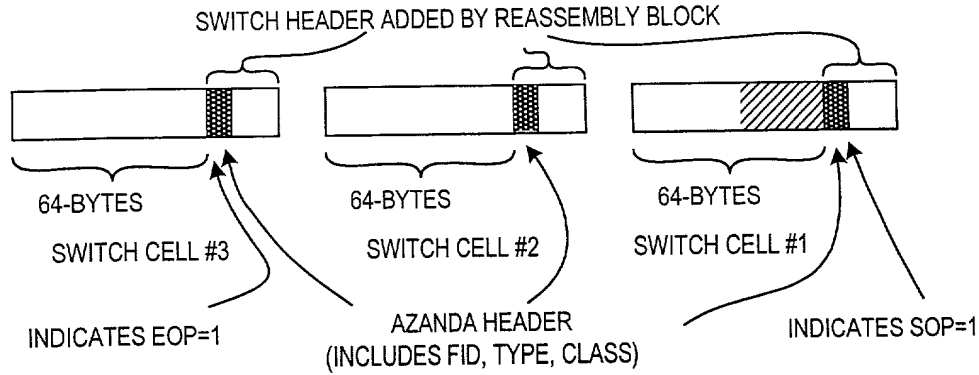 SWITCH HEADER ADDED BY REASSEMBLY BLOCK
64-BYTES
64-BYTES
64-BYTES
SWITCH CELL #3
SWITCH CELL #2
SWITCH CELL #1
INDICATES EOP=1
AZANDA HEADER
(INCLUDES FID, TYPE, CLASS)
INDICATES SOP=1